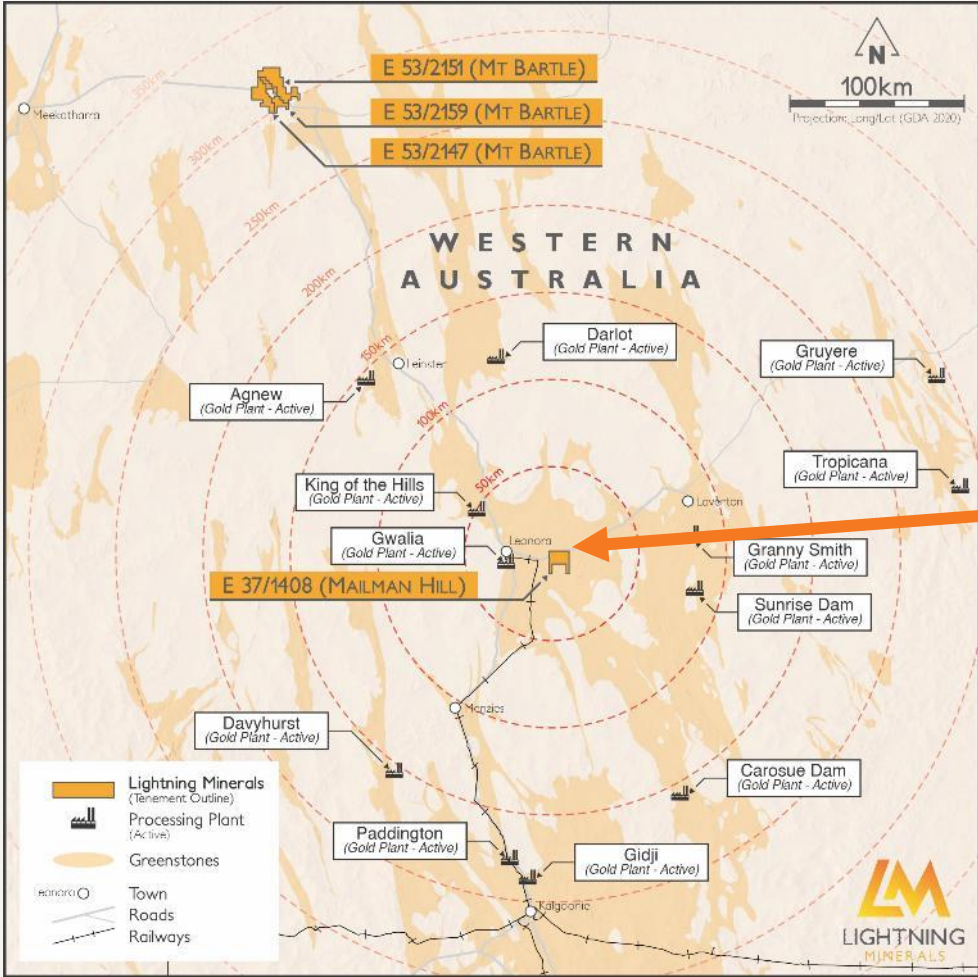 E 53/2151 (MT BARTLE)
E 53/2159 (MT BARTLE)
E 53/2147 (MT BARTLE)
N
100km
Projection: Long/Lat (GDA 2020)
Meekatharra
350km
300km
250km
200km
150km
100km
50km
WESTERN
AUSTRALIA
Darlot
(Gold Plant - Active)
Gruyere
(Gold Plant - Active)
Leinster
Agnew
(Gold Plant - Active)
King of the Hills
(Gold Plant - Active)
Tropicana
(Gold Plant - Active)
Laverton
Gwalia
(Gold Plant - Active)
Leonora
Granny Smith
(Gold Plant - Active)
E 37/1408 (MAILMAN HILL)
Sunrise Dam
(Gold Plant - Active)
Menzies
Davyhurst
(Gold Plant - Active)
Carosue Dam
(Gold Plant - Active)
Paddington
(Gold Plant - Active)
Gidji
(Gold Plant - Active)
Kalgoorlie
Lightning Minerals
(Tenement Outline)
Processing Plant
(Active)
Greenstones
Leonora Town
Roads
Railways
LM
LIGHTNING
MINERALS